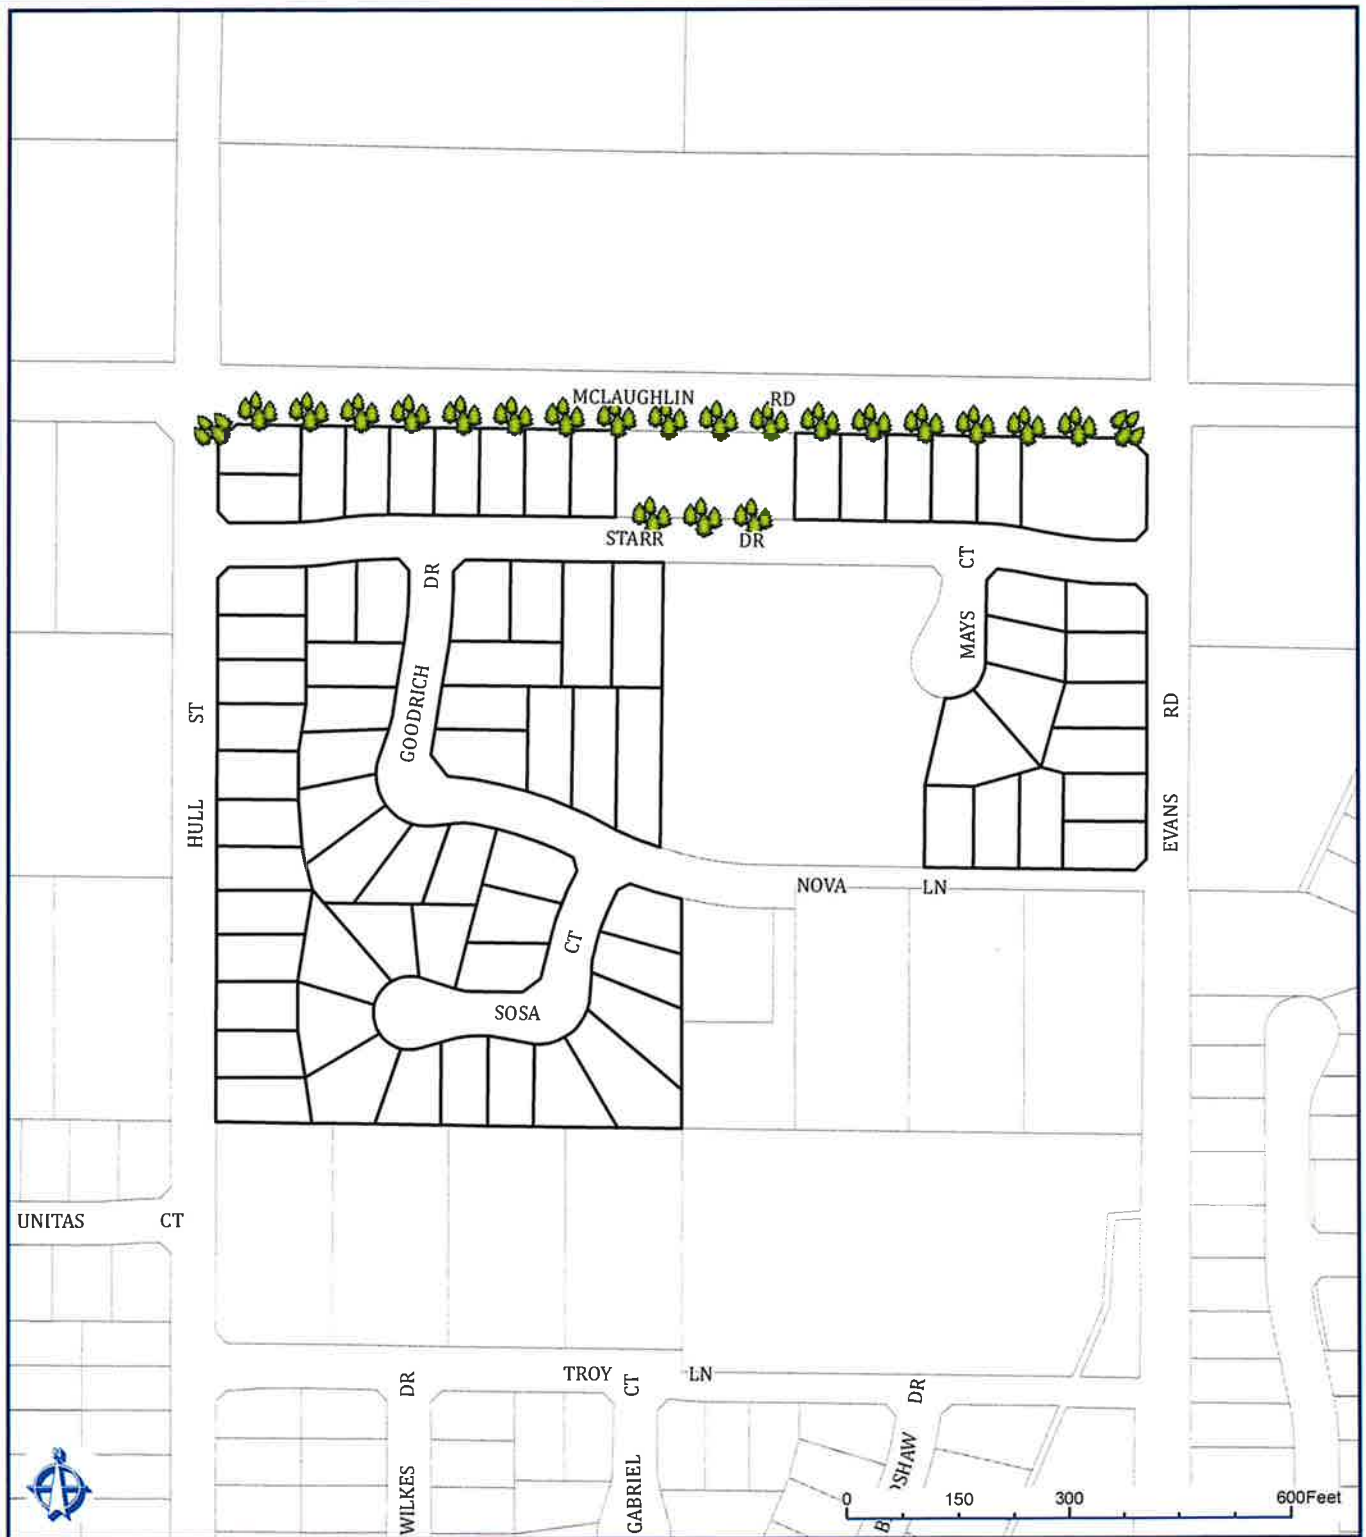 MCLAUGHLIN RD
STARR DR
DR
CT
MAYS
GOODRICH
ST
HULL
RD
EVANS
NOVA LN
CT
SOSA
UNITAS CT
TROY LN
DR
CT
DR
WILKES
GABRIEL
0 150 300 600Feet